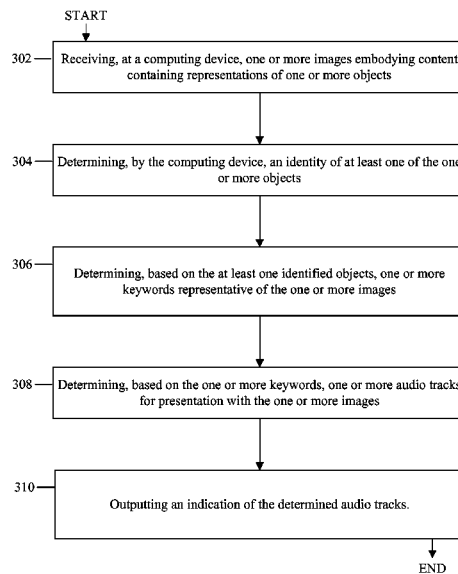 START
302
Receiving, at a computing device, one or more images embodying content
containing representations of one or more objects
304
Determining, by the computing device, an identity of at least one of the one
or more objects
306
Determining, based on the at least one identified objects, one or more
keywords representative of the one or more images
308
Determining, based on the one or more keywords, one or more audio tracks
for presentation with the one or more images
310
Outputting an indication of the determined audio tracks.
END